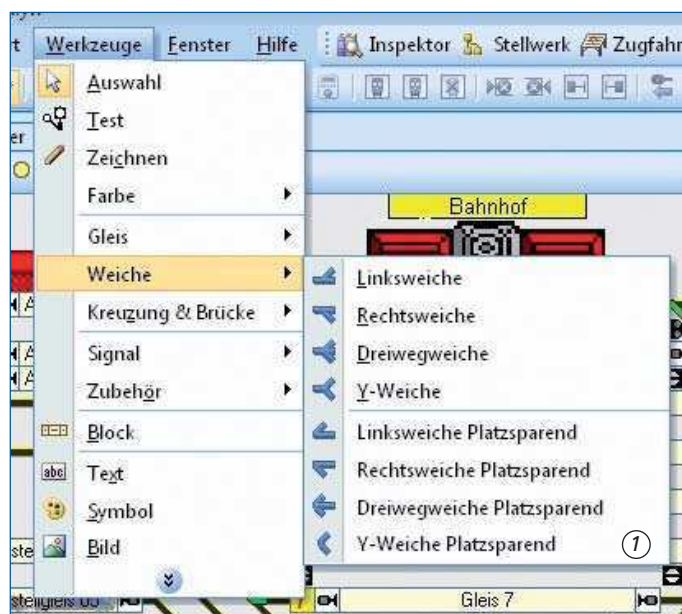 Werkzeuge Fenster Hilfe Inspektor Stellwerk Zugfahr
Auswahl
Test
Zeichnen
Farbe
Bahnhof
Gleis
Weiche
Linksweiche
Kreuzung & Brücke
Rechtsweiche
Signal
Dreiwegweiche
Zubehör
Y-Weiche
Block
Linksweiche Platzsparend
abc Text
Rechtsweiche Platzsparend
Symbol
Dreiwegweiche Platzsparend
Bild
Y-Weiche Platzsparend
1
Gleis 7